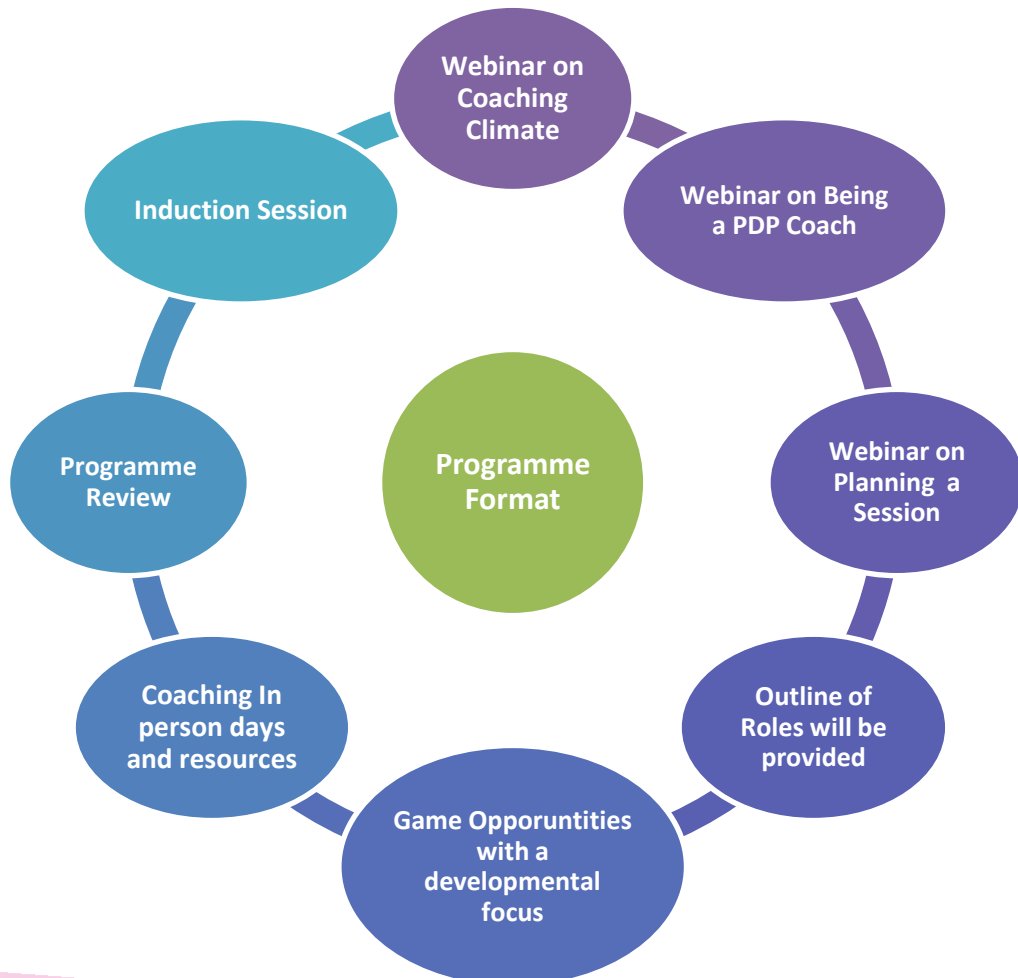 Webinar on
Coaching
Climate
Webinar on Being
a PDP Coach
Webinar on
Planning a
Session
Outline of
Roles will be
provided
Game Opporuntities
with a
developmental
focus
Coaching In
person days
and resources
Programme
Review
Induction Session
Programme
Format